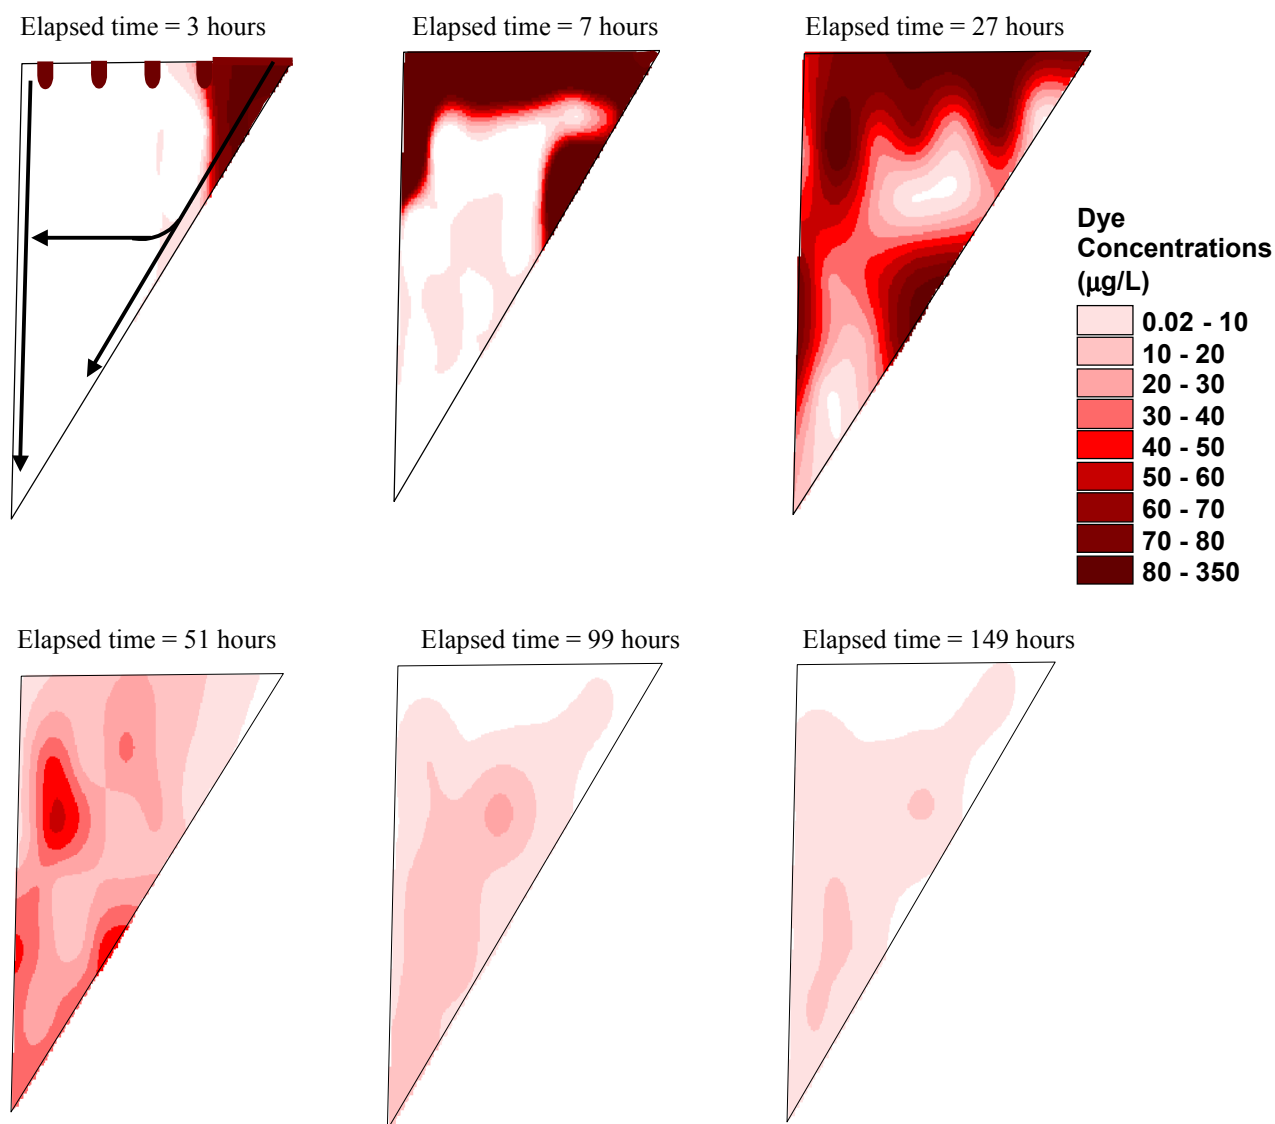 Elapsed time = 3 hours
Elapsed time = 7 hours
Elapsed time = 27 hours
Dye
Concentrations
(μg/L)
0.02 - 10
10 - 20
20 - 30
30 - 40
40 - 50
50 - 60
60 - 70
70 - 80
80 - 350
Elapsed time = 51 hours
Elapsed time = 99 hours
Elapsed time = 149 hours